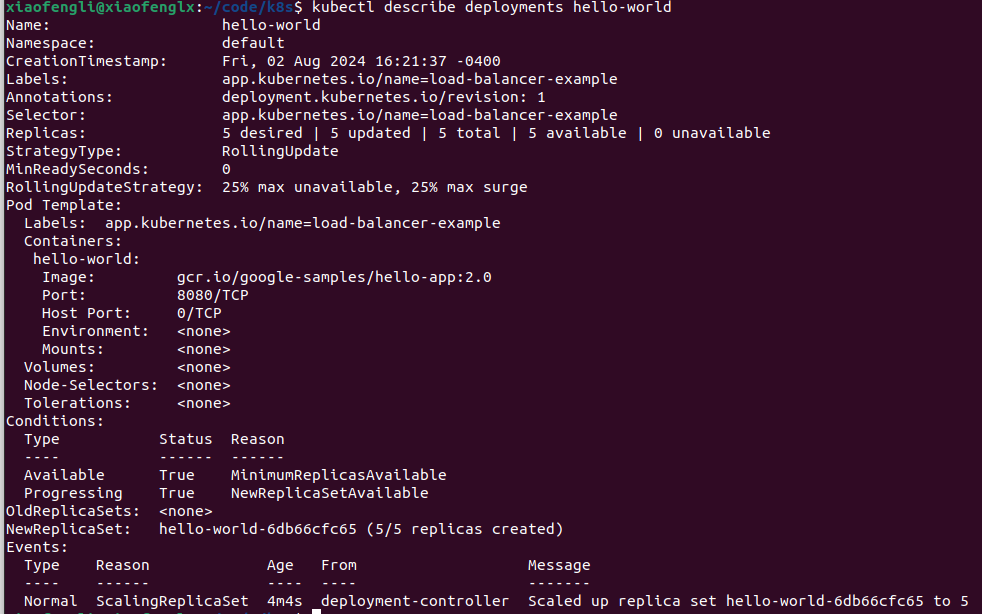 xiaofengli@xiaofenglx:~/code/k8s$ kubectl describe deployments hello-world
Name:                   hello-world
Namespace:              default
CreationTimestamp:      Fri, 02 Aug 2024 16:21:37 -0400
Labels:                 app.kubernetes.io/name=load-balancer-example
Annotations:            deployment.kubernetes.io/revision: 1
Selector:               app.kubernetes.io/name=load-balancer-example
Replicas:               5 desired | 5 updated | 5 total | 5 available | 0 unavailable
StrategyType:           RollingUpdate
MinReadySeconds:        0
RollingUpdateStrategy:  25% max unavailable, 25% max surge
Pod Template:
  Labels:  app.kubernetes.io/name=load-balancer-example
  Containers:
   hello-world:
    Image:         gcr.io/google-samples/hello-app:2.0
    Port:          8080/TCP
    Host Port:     0/TCP
    Environment:   <none>
    Mounts:        <none>
  Volumes:         <none>
  Node-Selectors:  <none>
  Tolerations:     <none>
Conditions:
  Type           Status  Reason
  ----           ------  ------
  Available      True    MinimumReplicasAvailable
  Progressing    True    NewReplicaSetAvailable
OldReplicaSets:  <none>
NewReplicaSet:   hello-world-6db66cfc65 (5/5 replicas created)
Events:
  Type    Reason             Age   From                   Message
  ----    ------             ----  ----                   -------
  Normal  ScalingReplicaSet  4m4s  deployment-controller  Scaled up replica set hello-world-6db66cfc65 to 5